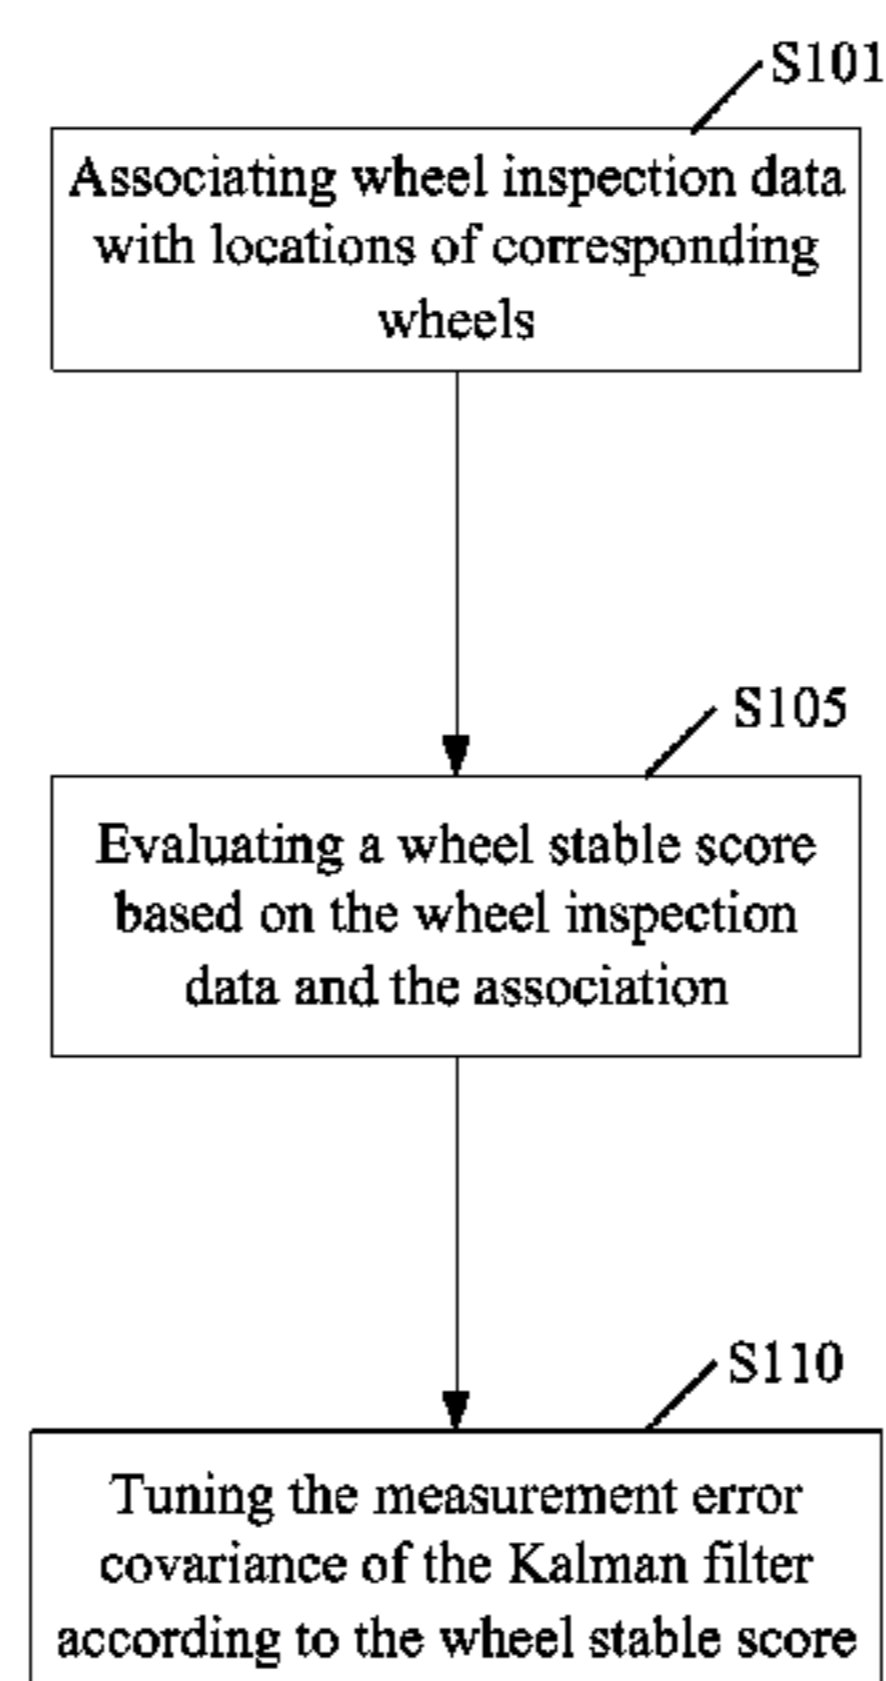 S101
Associating wheel inspection data
with locations of corresponding
wheels
S105
Evaluating a wheel stable score
based on the wheel inspection
data and the association
S110
Tuning the measurement error
covariance of the Kalman filter
according to the wheel stable score